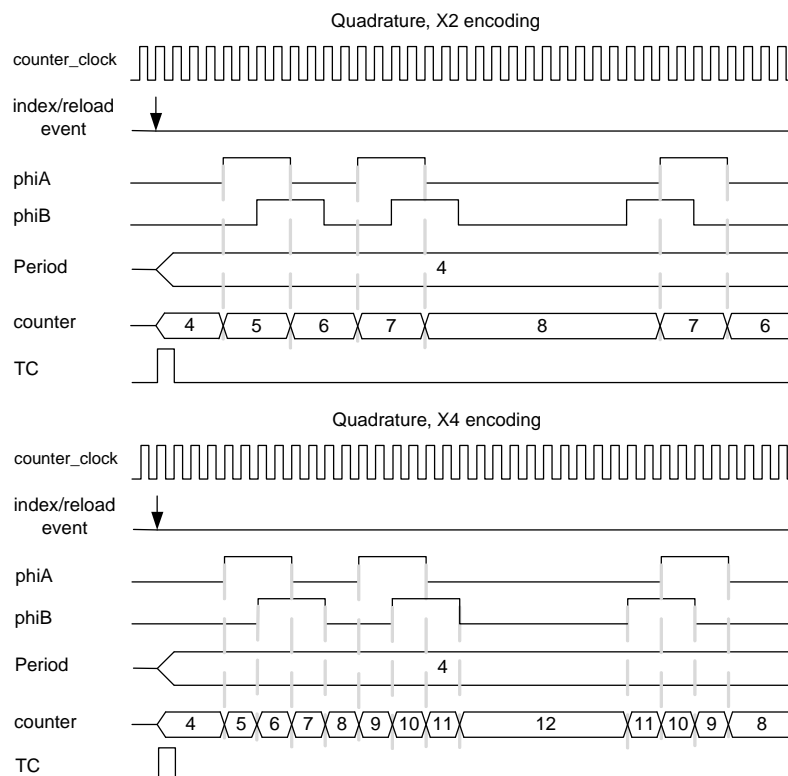 Quadrature, X2 encoding
counter_clock
index/reload
event
phiA
phiB
Period
4
counter
4 5 6 7 8 7 6
TC
Quadrature, X4 encoding
counter_clock
index/reload
event
phiA
phiB
Period
4
counter
4 5 6 7 8 9 10 11 12 11 10 9 8
TC